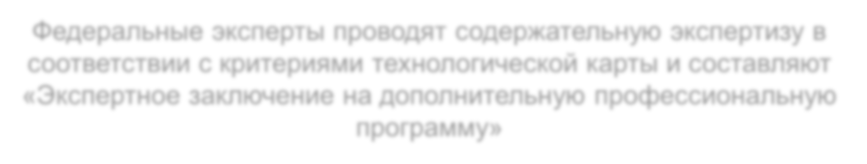 Федеральные эксперты проводят содержательную экспертизу в
соответствии с критериями технологической карты и составляют
«Экспертное заключение на дополнительную профессиональную
программу»